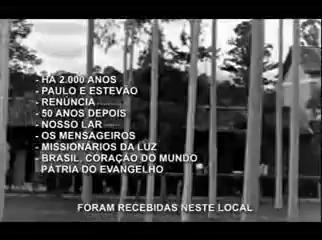 - HÁ 2.000 ANOS
- PAULO E ESTEVÃO
- RENÚNCIA
- 50 ANOS DEPOIS
- NOSSO LAR
- OS MENSAGEIROS
- MISSIONÁRIOS DA LUZ
- BRASIL, CORAÇÃO DO MUNDO
PÁTRIA DO EVANGELHO
FORAM RECEBIDAS NESTE LOCAL